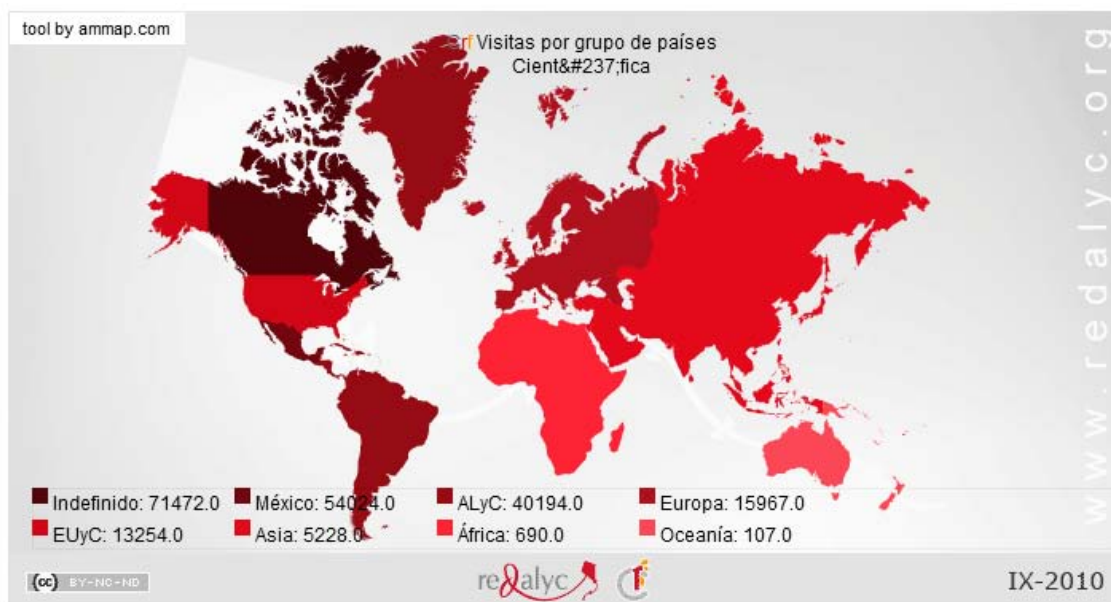 tool by ammap.com
Visitas por grupo de países
Cient&#237;fica
www.redalyc.org
Indefinido: 71472.0
México: 54024.0
ALyC: 40194.0
Europa: 15967.0
EUyC: 13254.0
Asia: 5228.0
África: 690.0
Oceanía: 107.0
(cc) BY-NC-ND
redalyc
IX-2010